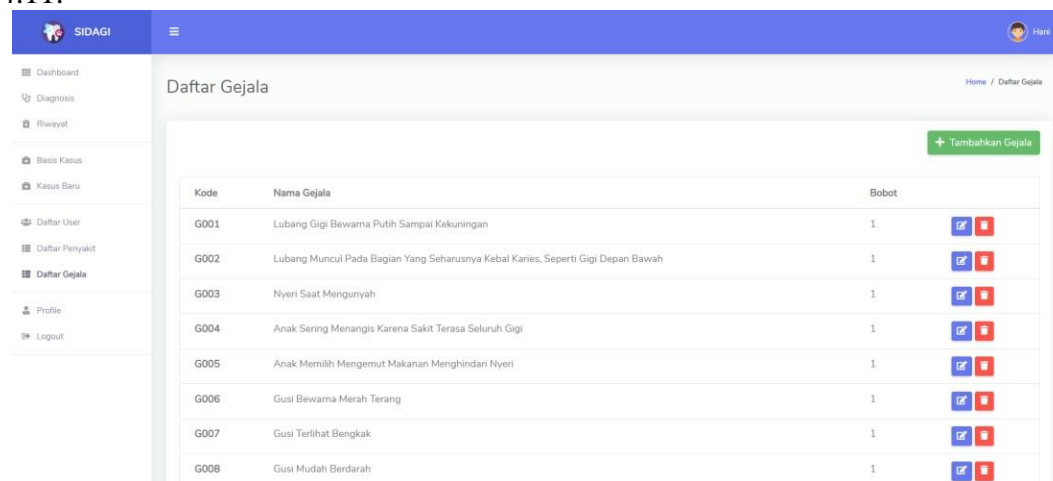 4.11.
SIDAGI
Hani
Dashboard
Diagnosis
Riwayat
Basis Kasus
Kasus Baru
Daftar User
Daftar Penyakit
Daftar Gejala
Profile
Logout
Daftar Gejala
Home / Daftar Gejala
+ Tambahkan Gejala
Kode Nama Gejala Bobot
G001 Lubang Gigi Bewarna Putih Sampai Kekuningan 1
G002 Lubang Muncul Pada Bagian Yang Seharusnya Kebal Karies, Seperti Gigi Depan Bawah 1
G003 Nyeri Saat Mengunyah 1
G004 Anak Sering Menangis Karena Sakit Terasa Seluruh Gigi 1
G005 Anak Memilih Mengemut Makanan Menghindari Nyeri 1
G006 Gusi Bewarna Merah Terang 1
G007 Gusi Terlihat Bengkak 1
G008 Gusi Mudah Berdarah 1